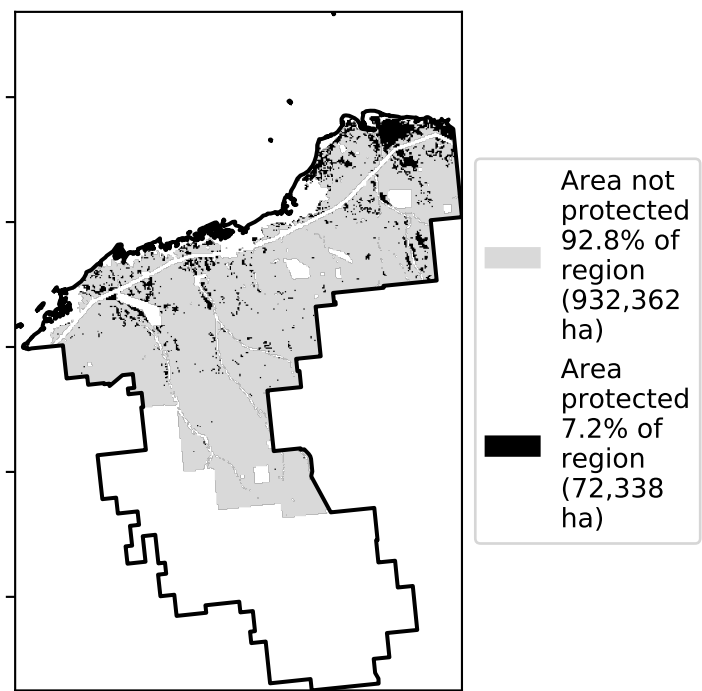 Area not
protected
92.8% of
region
(932,362
ha)
Area
protected
7.2% of
region
(72,338
ha)